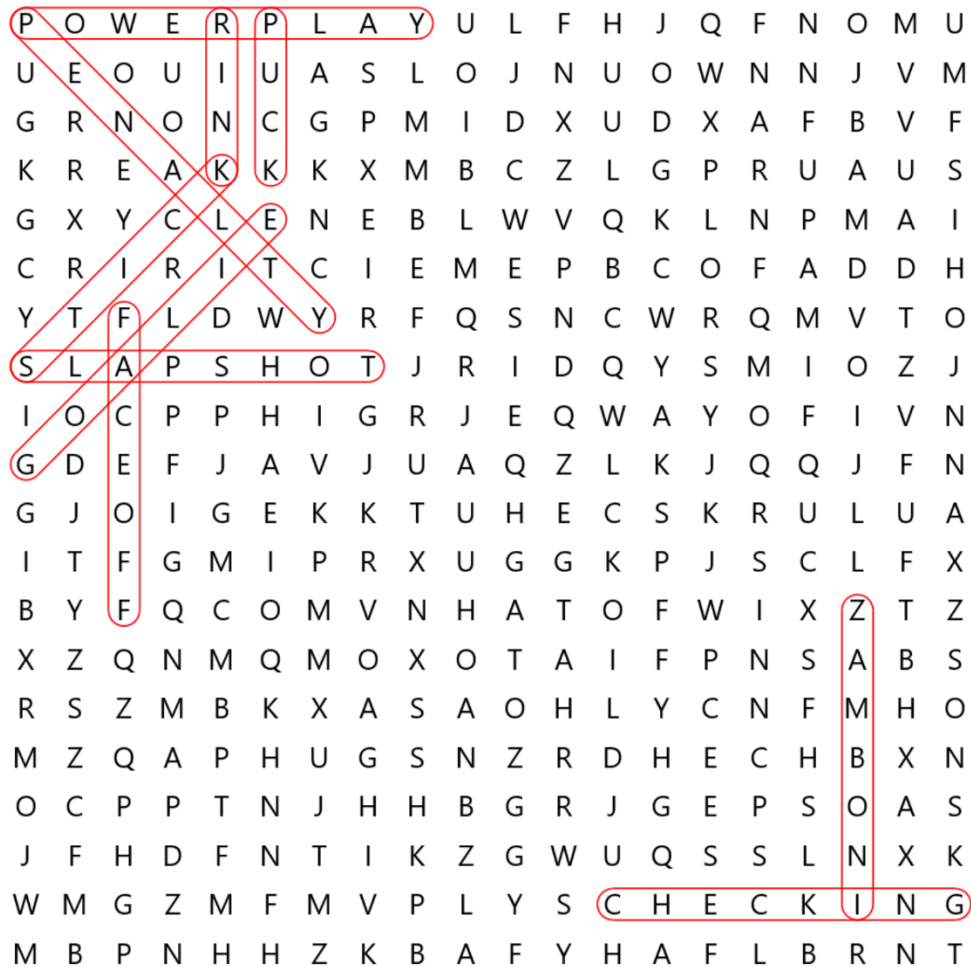 P O W E R P L A Y U L F H J Q F N O M U
U E O U I U A S L O J N U O W N N J V M
G R N O N C G P M I D X U D X A F B V F
K R E A K K K X M B C Z L G P R U A U S
G X Y C L E N E B L W V Q K L N P M A I
C R I R I T C I E M E P B C O F A D D H
Y T F L D W Y R F Q S N C W R Q M V T O
S L A P S H O T J R I D Q Y S M I O Z J
I O C P P H I G R J E Q W A Y O F I V N
G D E F J A V J U A Q Z L K J Q Q J F N
G J O I G E K K T U H E C S K R U L U A
I T F G M I P R X U G G K P J S C L F X
B Y F Q C O M V N H A T O F W I X Z T Z
X Z Q N M Q M O X O T A I F P N S A B S
R S Z M B K X A S A O H L Y C N F M H O
M Z Q A P H U G S N Z R D H E C H B X N
O C P P T N J H H B G R J G E P S O A S
J F H D F N T I K Z G W U Q S S L N X K
W M G Z M F M V P L Y S C H E C K I N G
M B P N H H Z K B A F Y H A F L B R N T